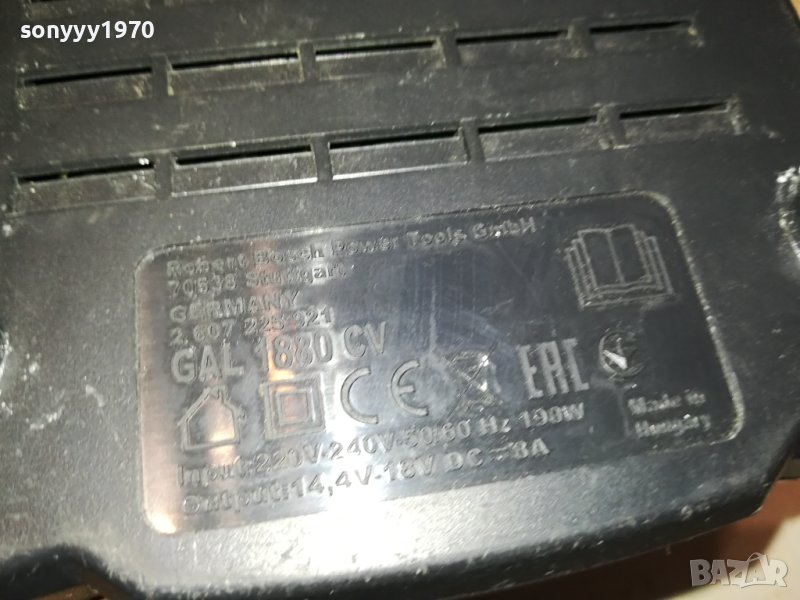 sonyyy1970
Robert Bosch Power Tools GmbH
70538 Stuttgart
GERMANY
2 607 225 921
GAL 1880 CV
CE EAC
Input:220V-240V-50/60 Hz 190W
Output:14,4V-18V DC = 8A
Made in
Hungary
BAZAR